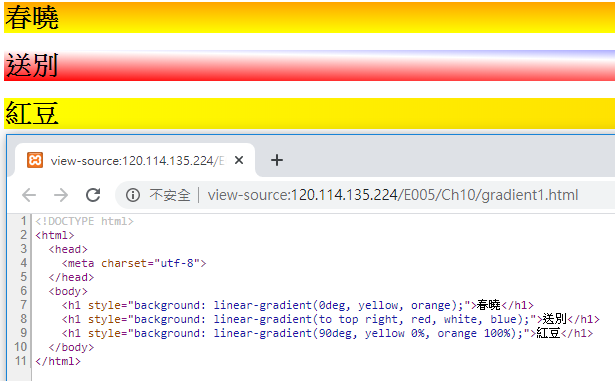 春曉
送別
紅豆
view-source:120.114.135.224/E
不安全 | view-source:120.114.135.224/E005/Ch10/gradient1.html
1 <!DOCTYPE html>
2 <html>
3 <head>
4 <meta charset="utf-8">
5 </head>
6 <body>
7 <h1 style="background: linear-gradient(0deg, yellow, orange);">春曉</h1>
8 <h1 style="background: linear-gradient(to top right, red, white, blue);">送別</h1>
9 <h1 style="background: linear-gradient(90deg, yellow 0%, orange 100%);">紅豆</h1>
10 </body>
11 </html>